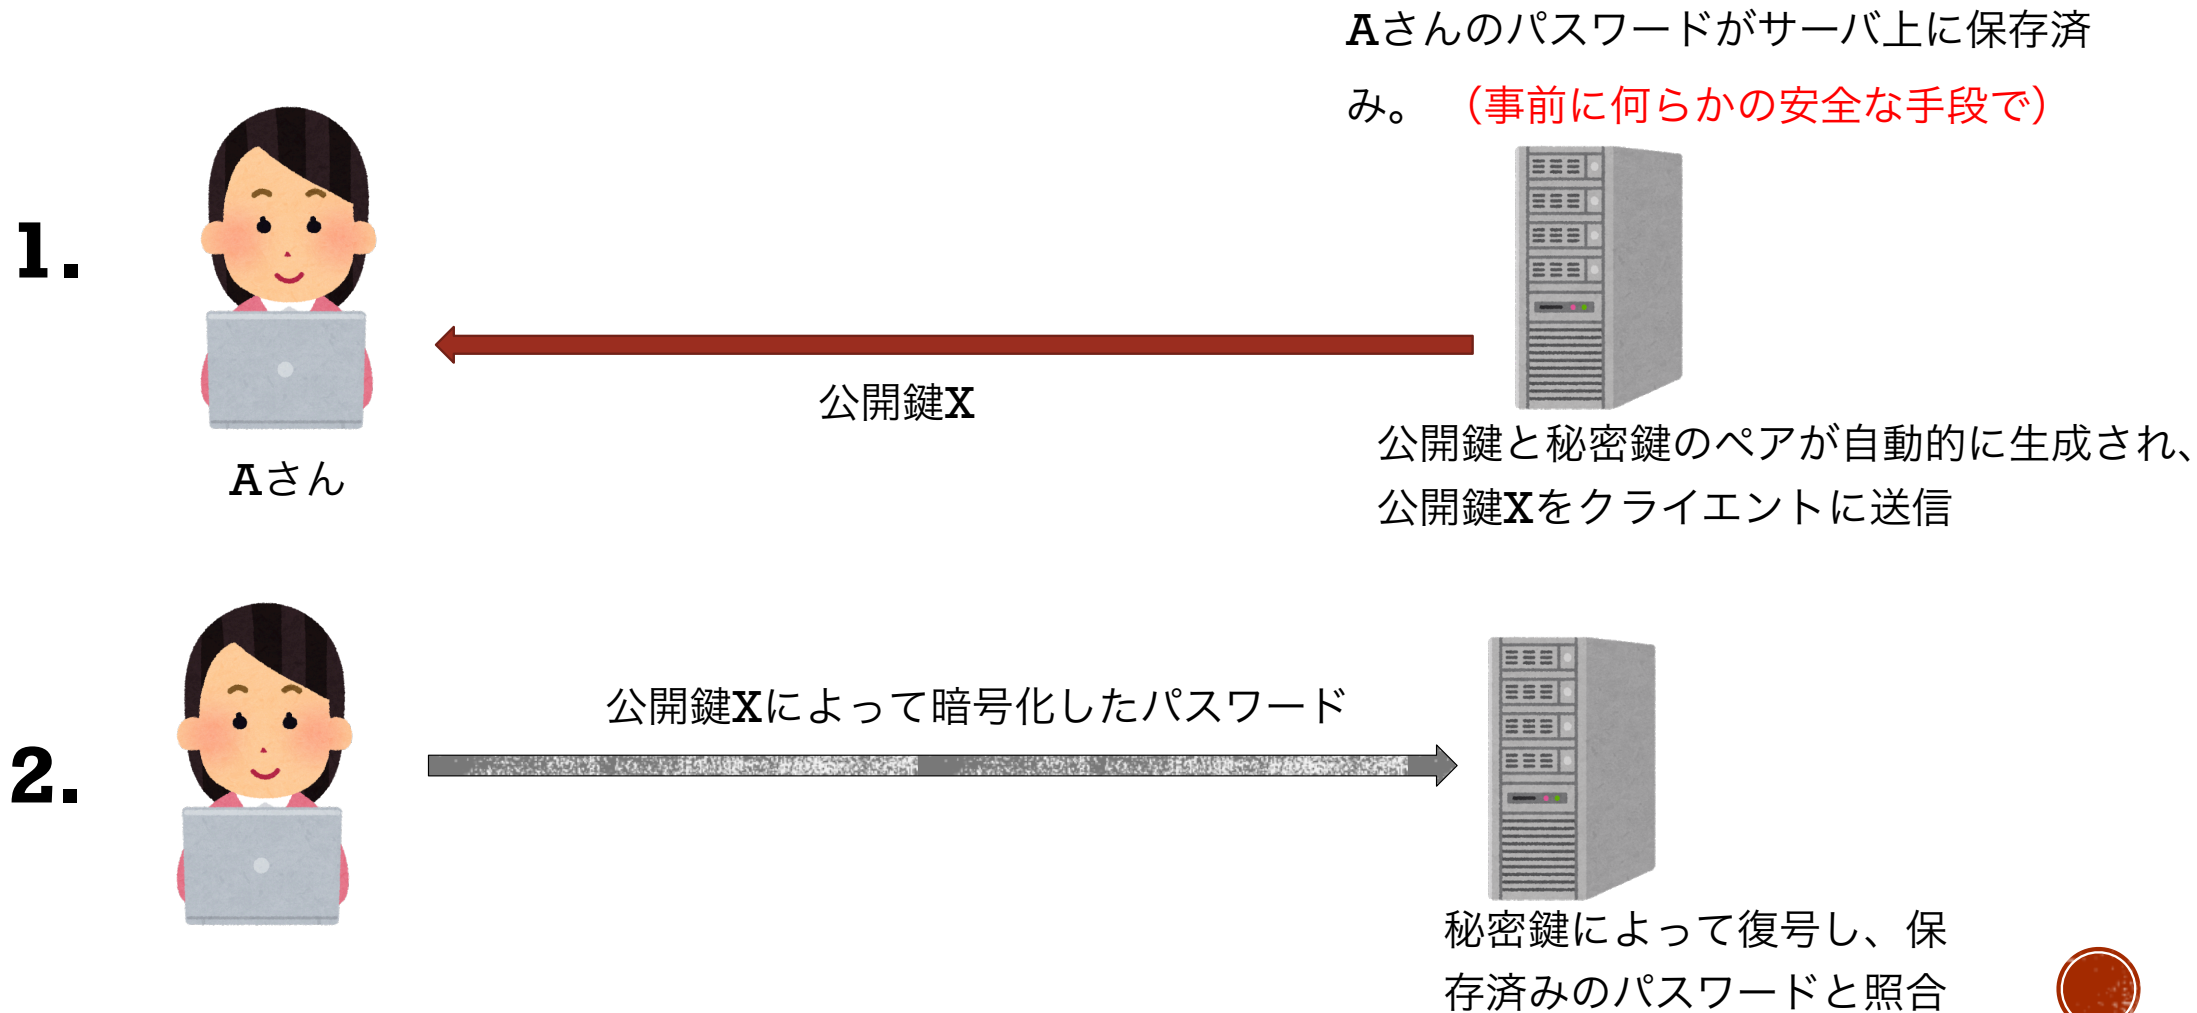 Aさんのパスワードがサーバ上に保存済
み。（事前に何らかの安全な手段で）
1.
公開鍵X
Aさん
公開鍵と秘密鍵のペアが自動的に生成され、
公開鍵Xをクライエントに送信
公開鍵Xによって暗号化したパスワード
2.
秘密鍵によって復号し、保
存済みのパスワードと照合